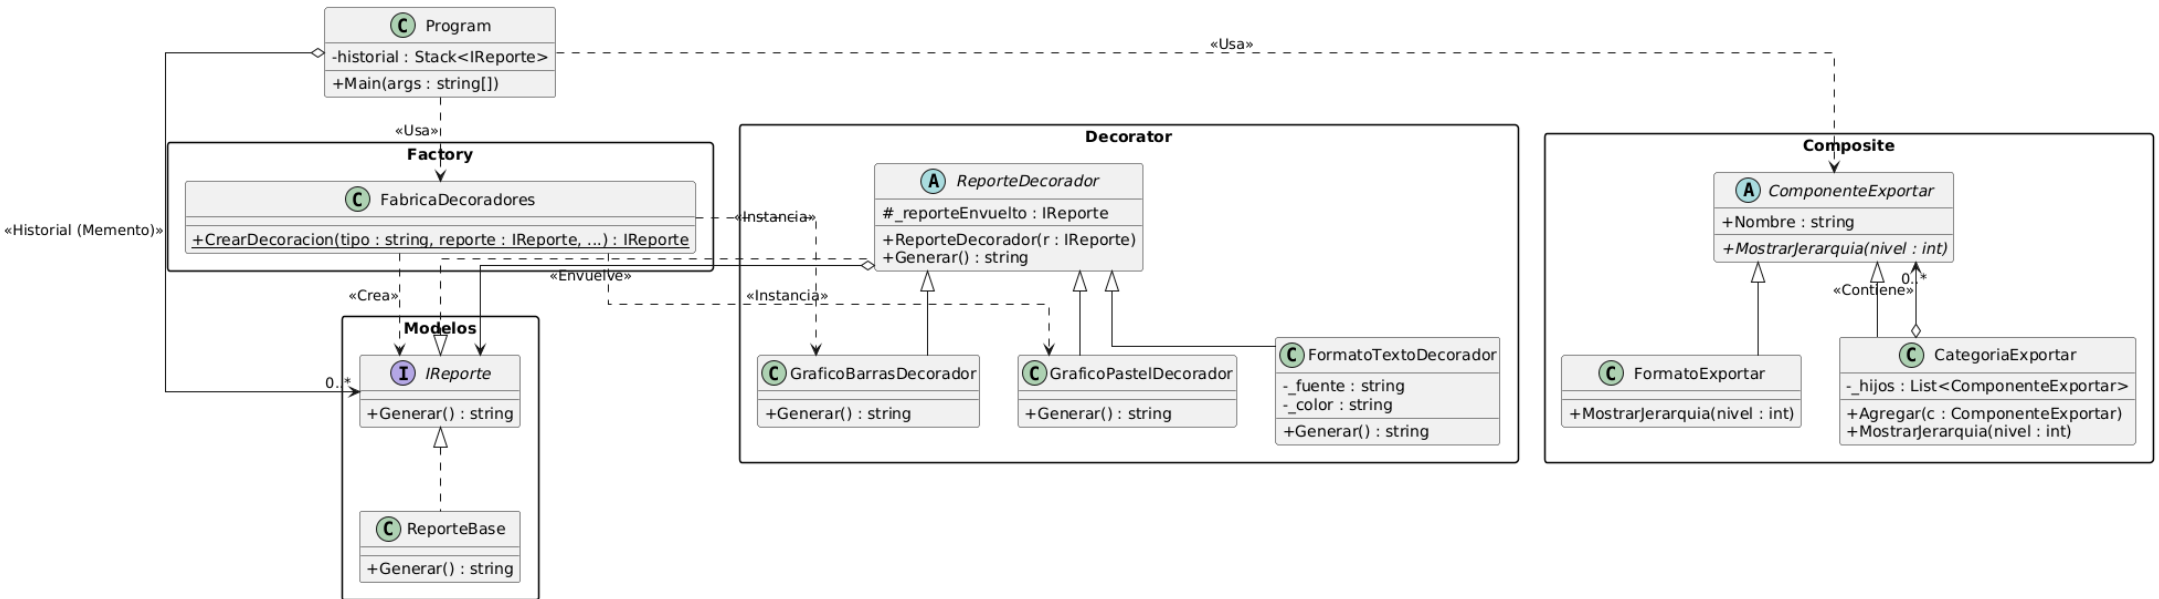 Program
-historial : Stack<IReporte>
+Main(args : string[])
«Usa»
«Usa»
«Historial (Memento)»
0..*
Factory
FabricaDecoradores
+CrearDecoracion(tipo : string, reporte : IReporte, ...) : IReporte
«Crea»
«Instancia»
«Instancia»
«Envuelve»
Modelos
IReporte
+Generar() : string
ReporteBase
+Generar() : string
Decorator
ReporteDecorador
#_reporteEnvuelto : IReporte
+ReporteDecorador(r : IReporte)
+Generar() : string
GraficoBarrasDecorador
+Generar() : string
GraficoPastelDecorador
+Generar() : string
FormatoTextoDecorador
-_fuente : string
-_color : string
+Generar() : string
Composite
ComponenteExportar
+Nombre : string
+MostrarJerarquia(nivel : int)
0..*
«Contiene»
FormatoExportar
+MostrarJerarquia(nivel : int)
CategoriaExportar
-_hijos : List<ComponenteExportar>
+Agregar(c : ComponenteExportar)
+MostrarJerarquia(nivel : int)